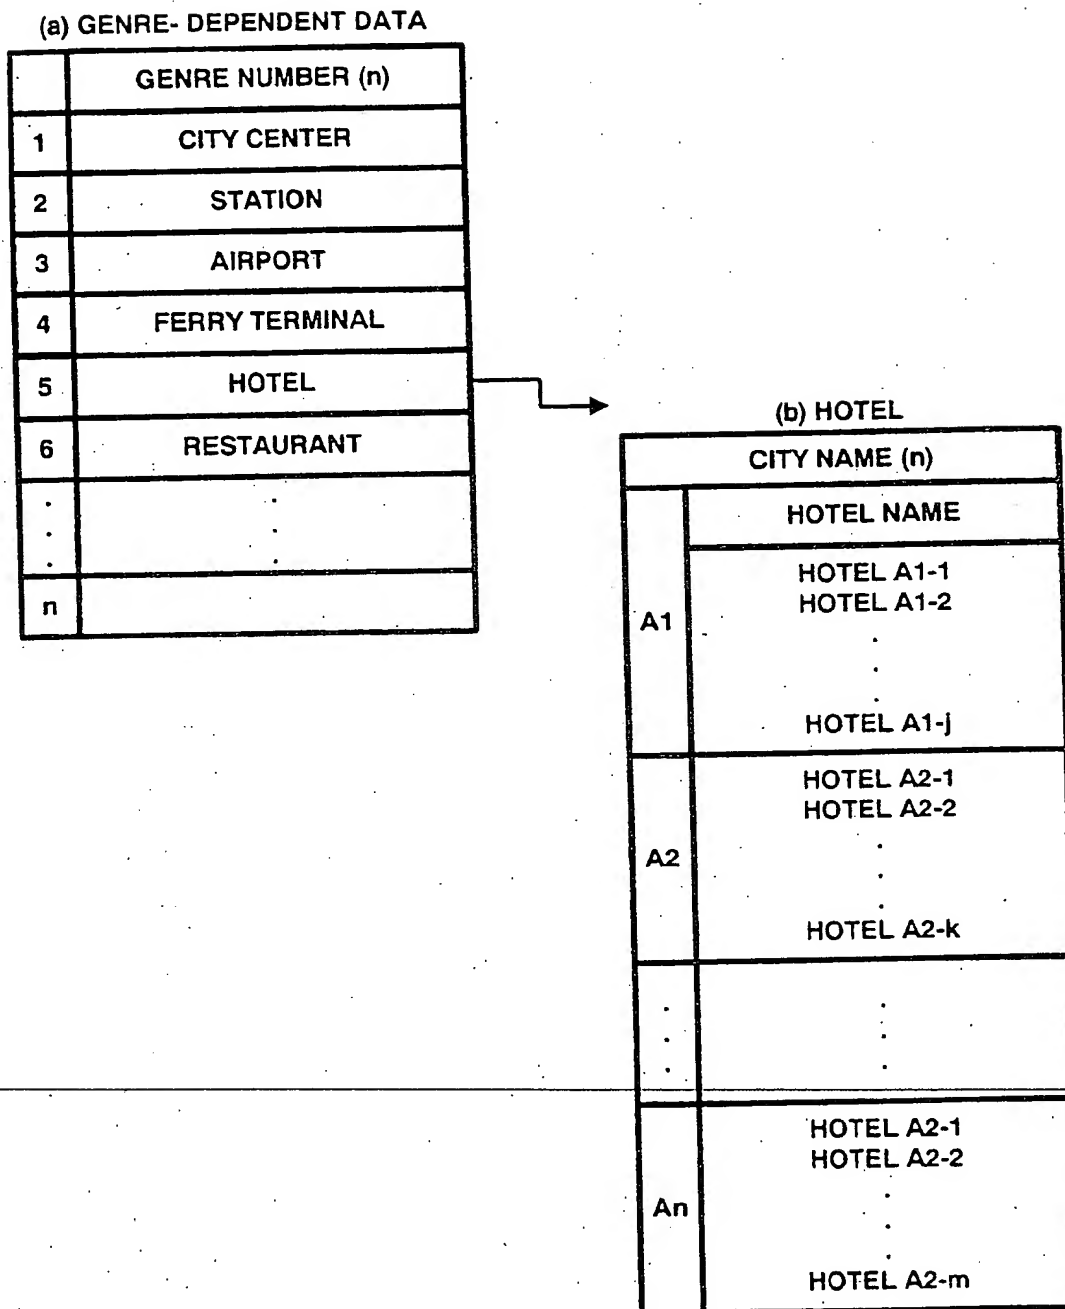 (a) GENRE- DEPENDENT DATA
GENRE NUMBER (n)
1 CITY CENTER
2 STATION
3 AIRPORT
4 FERRY TERMINAL
5 HOTEL
6 RESTAURANT
. .
. .
. .
n
(b) HOTEL
CITY NAME (n)
HOTEL NAME
A1
HOTEL A1-1
HOTEL A1-2
.
.
.
HOTEL A1-j
A2
HOTEL A2-1
HOTEL A2-2
.
.
.
HOTEL A2-k
. .
. .
. .
An
HOTEL A2-1
HOTEL A2-2
.
.
.
HOTEL A2-m